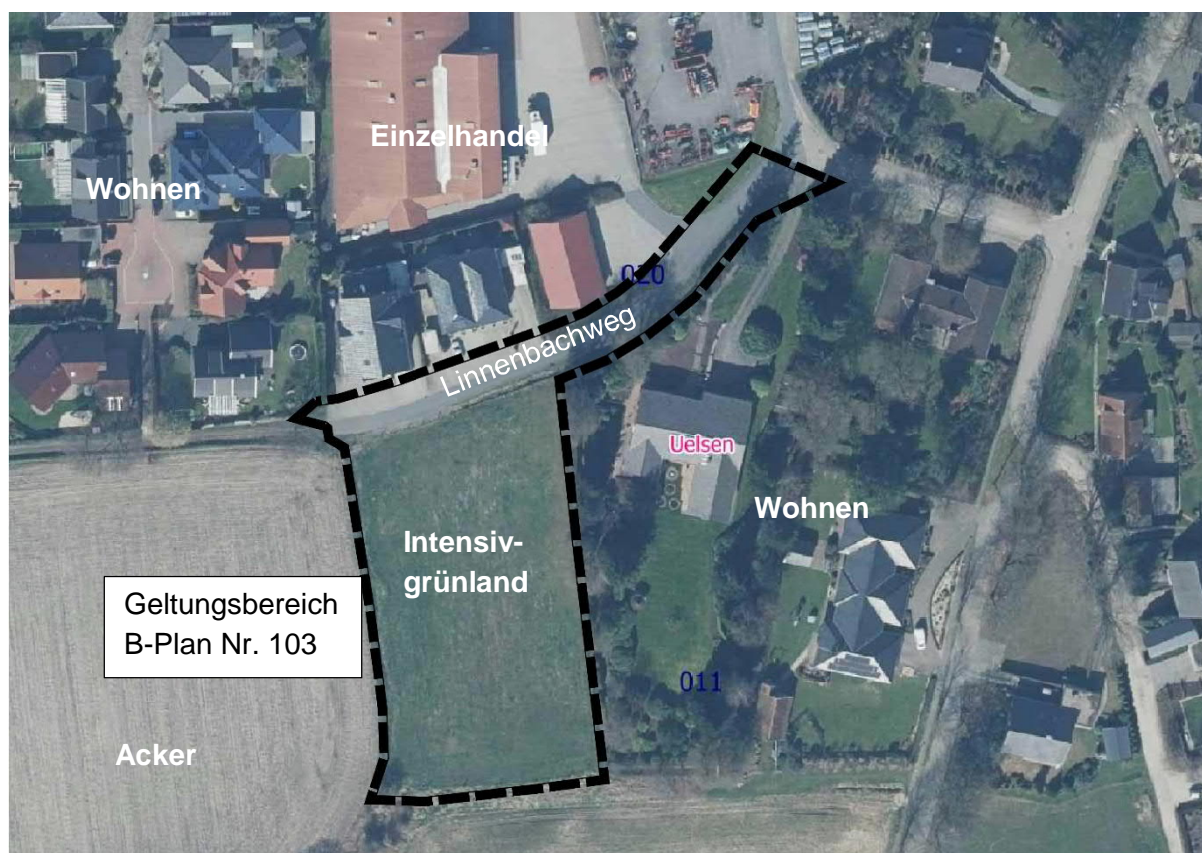 Einzelhandel
Wohnen
020
Linnenbachweg
Uelsen
Wohnen
Intensiv-
grünland
Geltungsbereich
B-Plan Nr. 103
011
Acker